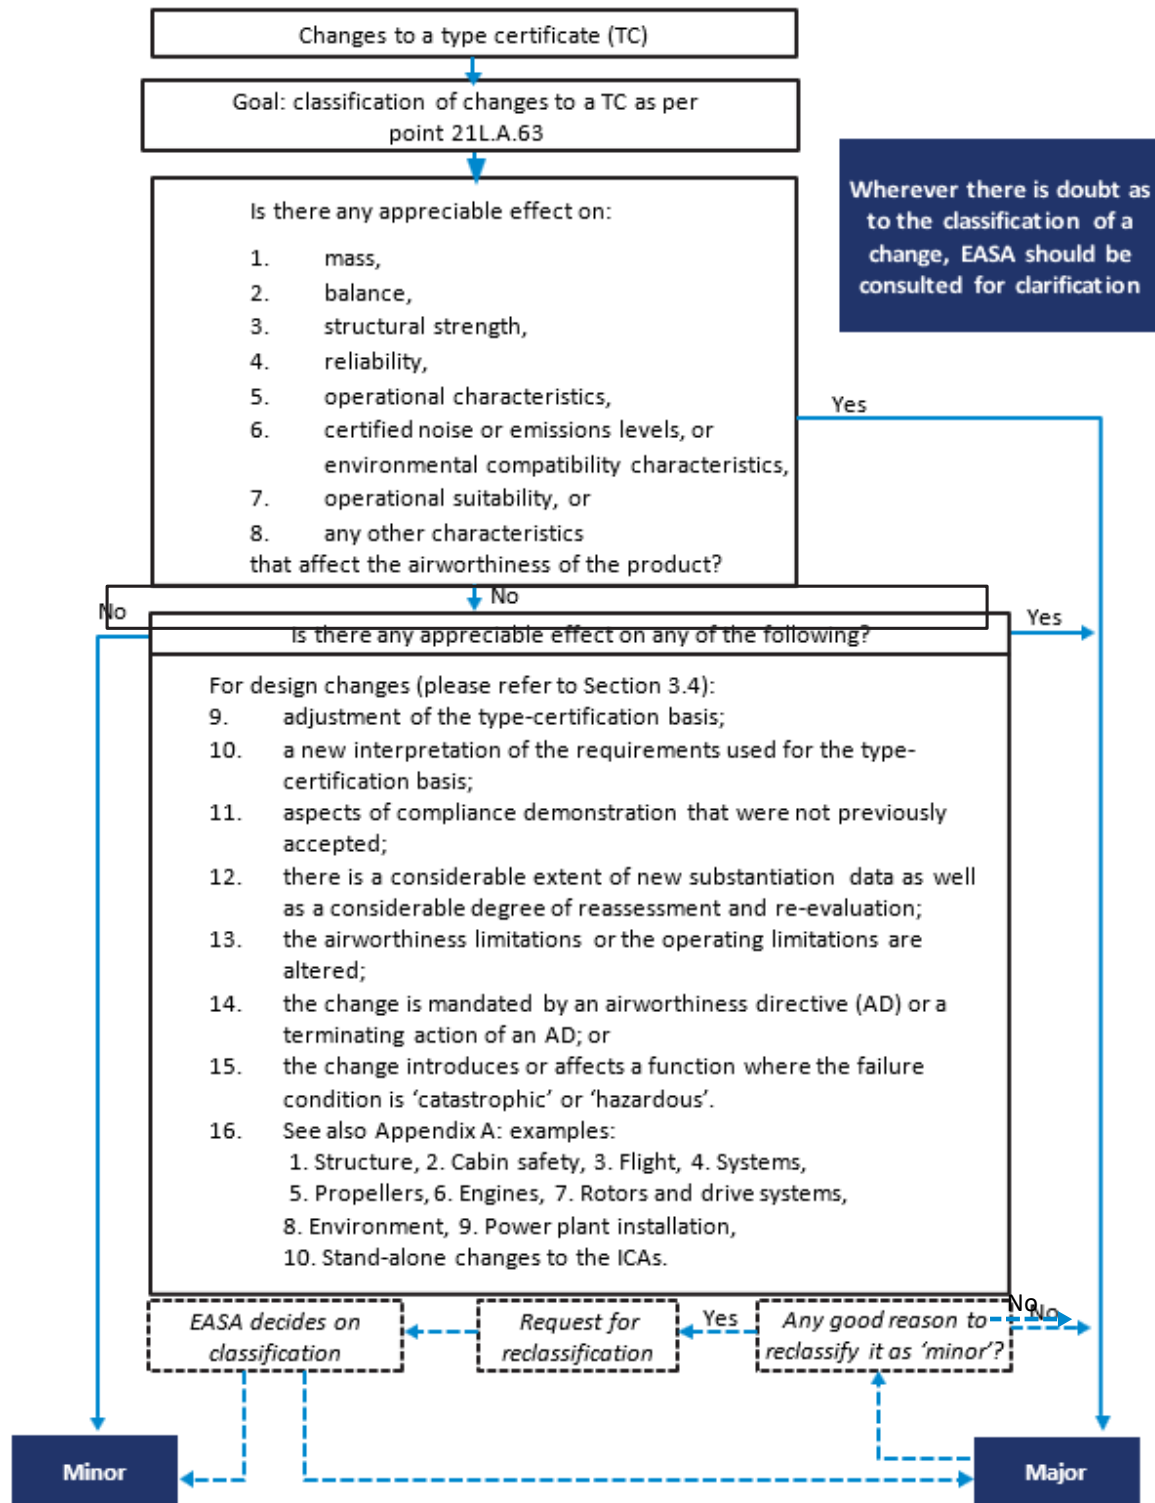 Changes to a type certificate (TC)
Goal: classification of changes to a TC as per
point 21L.A.63
Wherever there is doubt as
to the classification of a
change, EASA should be
consulted for clarification
Is there any appreciable effect on:
1. mass,
2. balance,
3. structural strength,
4. reliability,
5. operational characteristics,
6. certified noise or emissions levels, or
environmental compatibility characteristics,
7. operational suitability, or
8. any other characteristics
that affect the airworthiness of the product?
Yes
No
No
Yes
Is there any appreciable effect on any of the following?
For design changes (please refer to Section 3.4):
9. adjustment of the type-certification basis;
10. a new interpretation of the requirements used for the type-
certification basis;
11. aspects of compliance demonstration that were not previously
accepted;
12. there is a considerable extent of new substantiation data as well
as a considerable degree of reassessment and re-evaluation;
13. the airworthiness limitations or the operating limitations are
altered;
14. the change is mandated by an airworthiness directive (AD) or a
terminating action of an AD; or
15. the change introduces or affects a function where the failure
condition is ‘catastrophic’ or ‘hazardous’.
16. See also Appendix A: examples:
1. Structure, 2. Cabin safety, 3. Flight, 4. Systems,
5. Propellers, 6. Engines, 7. Rotors and drive systems,
8. Environment, 9. Power plant installation,
10. Stand-alone changes to the ICAs.
EASA decides on
classification
Request for
reclassification
Yes
Any good reason to
reclassify it as ‘minor’?
No
No
Minor
Major